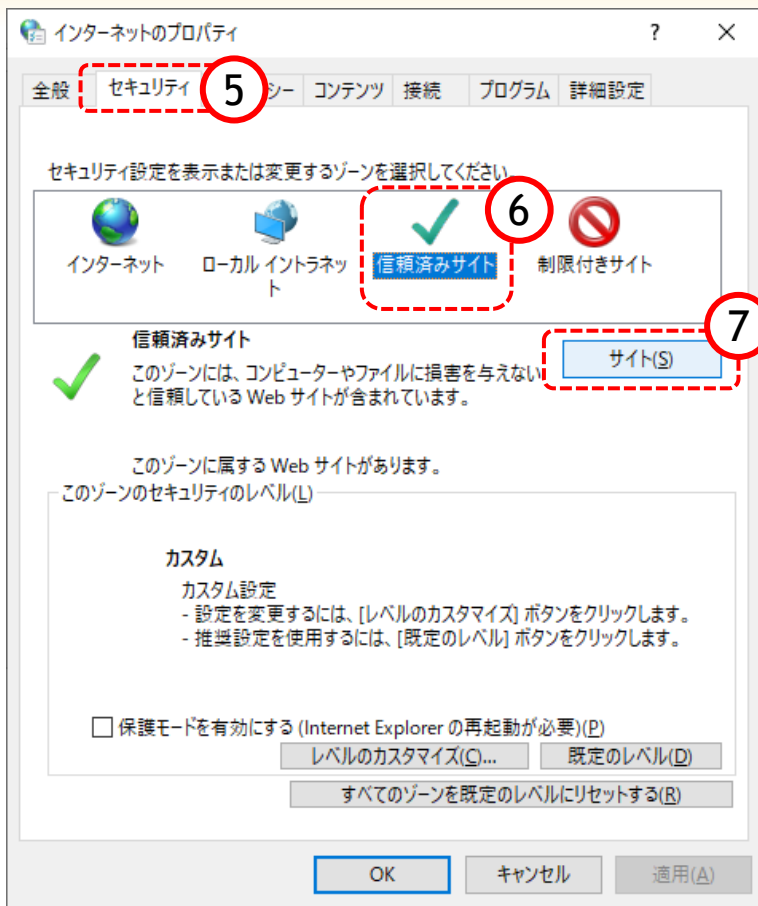 インターネットのプロパティ
?
全般 セキュリティ 5 シー コンテンツ 接続 プログラム 詳細設定
セキュリティ設定を表示または変更するゾーンを選択してください。
6
インターネット
ローカル イントラネッ
ト
信頼済みサイト
制限付きサイト
7
信頼済みサイト
サイト(S)
このゾーンには、コンピューターやファイルに損害を与えない
と信頼している Web サイトが含まれています。
このゾーンに属する Web サイトがあります。
このゾーンのセキュリティのレベル(L)
カスタム
カスタム設定
- 設定を変更するには、[レベルのカスタマイズ] ボタンをクリックします。
- 推奨設定を使用するには、[既定のレベル] ボタンをクリックします。
保護モードを有効にする (Internet Explorer の再起動が必要)(P)
レベルのカスタマイズ(C)... 既定のレベル(D)
すべてのゾーンを既定のレベルにリセットする(R)
OK キャンセル 適用(A)